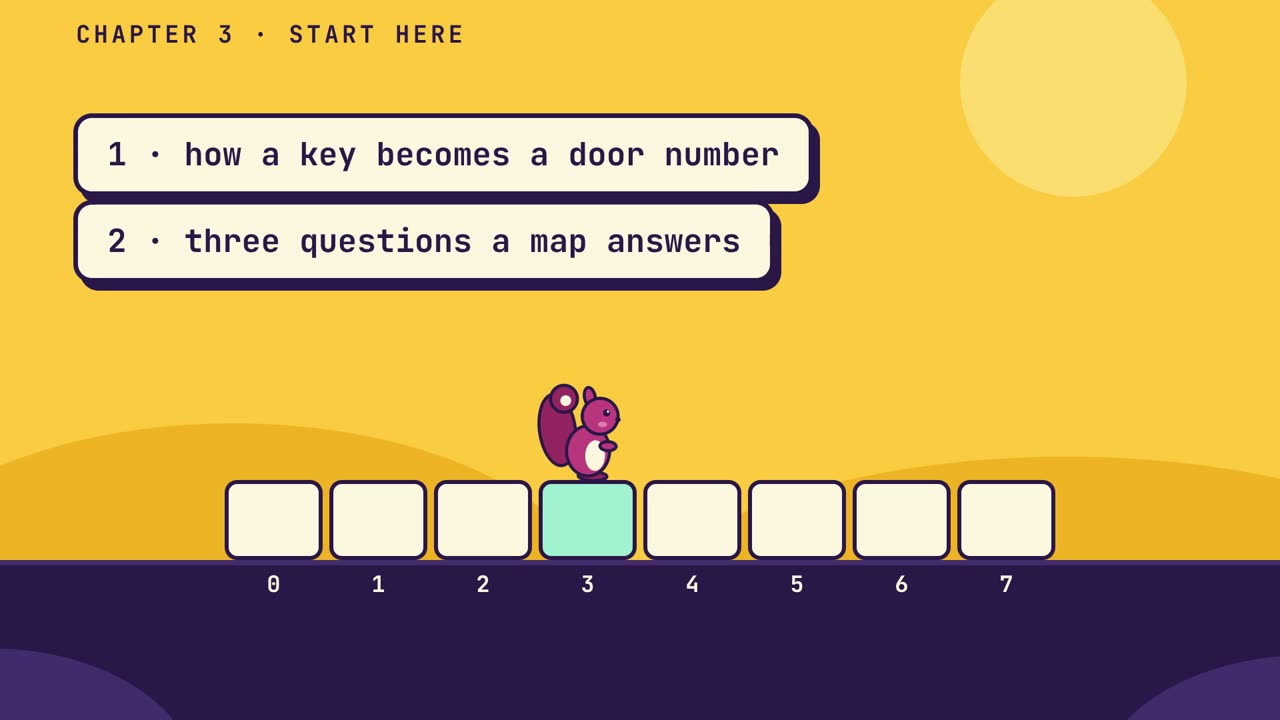 CHAPTER 3 · START HERE
1 · how a key becomes a door number
2 · three questions a map answers
0 1 2 3 4 5 6 7